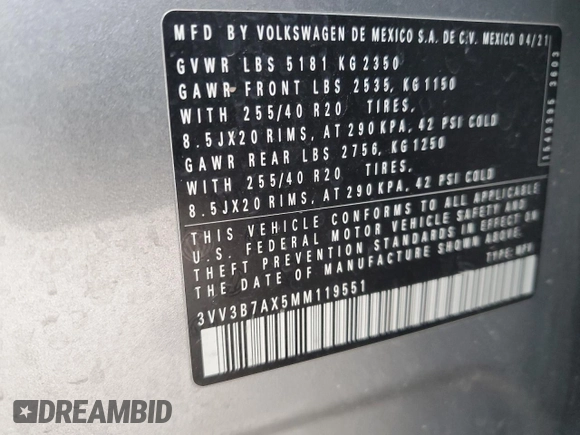 MFD BY VOLKSWAGEN DE MEXICO S.A. DE C.V. MEXICO 04/21
GVWR LBS 5181 KG 2350
GAWR FRONT LBS 2535, KG 1150
WITH 255/40 R20 TIRES,
8.5JX20 RIMS, AT 290 KPA, 42 PSI COLD
GAWR REAR LBS 2756, KG 1250
WITH 255/40 R20 TIRES,
8.5JX20 RIMS, AT 290 KPA, 42 PSI COLD
THIS VEHICLE CONFORMS TO ALL APPLICABLE
U.S. FEDERAL MOTOR VEHICLE SAFETY AND
THEFT PREVENTION STANDARDS IN EFFECT ON
THE DATE OF MANUFACTURE SHOWN ABOVE.
3VV3B7AX5MM119551
TYPE: MPV
DREAMBID